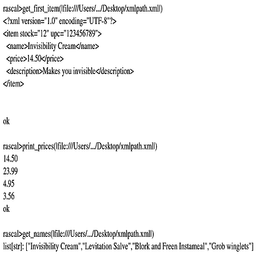 rascal>get_first_item(|file:///Users/.../Desktop/xmlpath.xml|)
<?xml version="1.0" encoding="UTF-8"?>
<item stock="12" upc="123456789">
<name>Invisibility Cream</name>
<price>14.50</price>
<description>Makes you invisible</description>
</item>
ok
rascal>print_prices(|file:///Users/.../Desktop/xmlpath.xml|)
14.50
23.99
4.95
3.56
ok
rascal>get_names(|file:///Users/.../Desktop/xmlpath.xml|)
list[str]: ["Invisibility Cream","Levitation Salve","Blork and Freen Instameal","Grob winglets"]